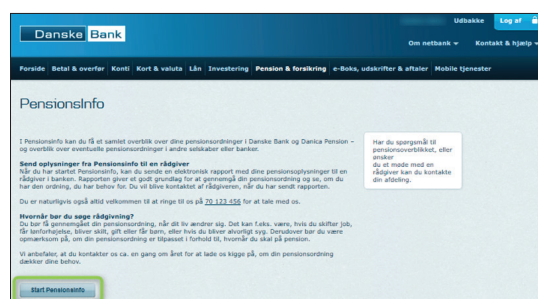 Udbakke Log af
Danske Bank
Om netbank Kontakt & hjælp
Forside Betal & overfør Konti Kort & valuta Lån Investering Pension & forsikring e-Boks, udskrifter & aftaler Mobile tjenester
PensionsInfo
I PensionsInfo kan du få et samlet overblik over dine pensionsordninger i Danske Bank og Danica Pension –
og overblik over eventuelle pensionsordninger i andre selskaber eller banker.
Send oplysninger fra PensionsInfo til en rådgiver
Når du har startet PensionsInfo, kan du sende en elektronisk rapport med dine pensionsoplysninger til en
rådgiver i banken. Rapporten giver et godt grundlag for at gennemgå din pensionsordning og se, om du
har den ordning, du har behov for. Du vil blive kontaktet af rådgiveren, når du har sendt rapporten.
Du er naturligvis også altid velkommen til at ringe til os på 70 123 456 for at tale med os.
Hvornår bør du søge rådgivning?
Du bør få gennemgået din pensionsordning, når dit liv ændrer sig. Det kan f.eks. være, hvis du skifter job,
får lønforhøjelse, bliver skilt, gift eller får børn, eller hvis du bliver alvorligt syg. Derudover bør du være
opmærksom på, om din pensionsordning er tilpasset i forhold til, hvornår du skal på pension.
Vi anbefaler, at du kontakter os ca. en gang om året for at lade os kigge på, om din pensionsordning
dækker dine behov.
Start PensionsInfo
Har du spørgsmål til
pensionsoverblikket, eller
ønsker
du et møde med en
rådgiver kan du kontakte
din afdeling.